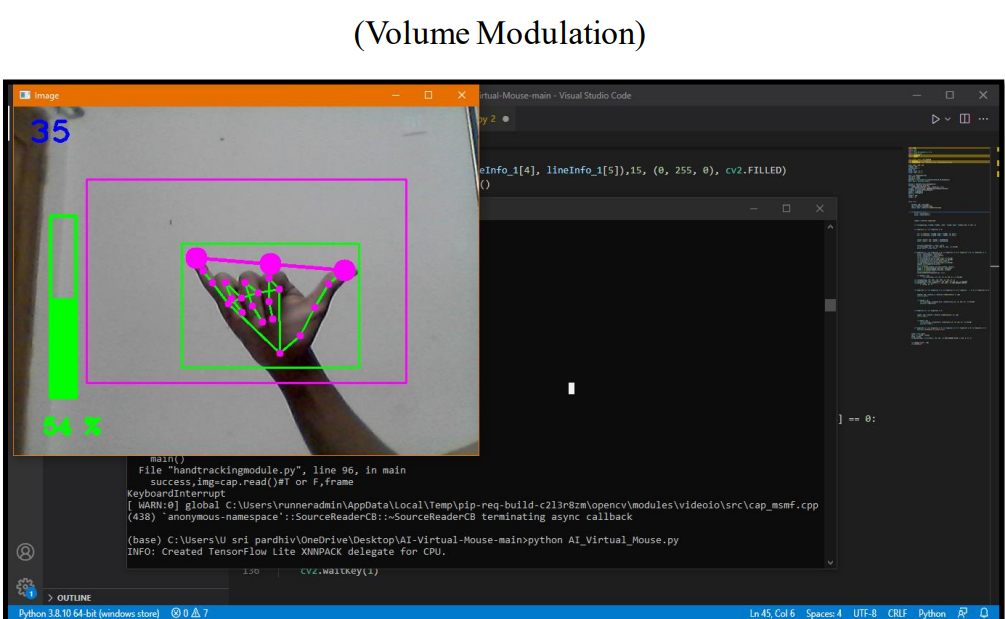 (Volume Modulation)
Image
irtual-Mouse-main - Visual Studio Code
35
py 2
eInfo_1[4], lineInfo_1[5]),15, (0, 255, 0), cv2.FILLED)
()
] == 0:
54 %
main()
File "handtrackingmodule.py", line 96, in main
success,img=cap.read()#T or F,frame
KeyboardInterrupt
[ WARN:0] global C:\Users\runneradmin\AppData\Local\Temp\pip-req-build-c2l3r8zm\opencv\modules\videoio\src\cap_msmf.cpp
(438) `anonymous-namespace'::SourceReaderCB::~SourceReaderCB terminating async callback
(base) C:\Users\U sri pardhiv\OneDrive\Desktop\AI-Virtual-Mouse-main>python AI_Virtual_Mouse.py
INFO: Created TensorFlow Lite XNNPACK delegate for CPU.
136 cv2.waitKey(1)
1
OUTLINE
Python 3.8.10 64-bit (windows store) 0 7 Ln 45, Col 6 Spaces: 4 UTF-8 CRLF Python